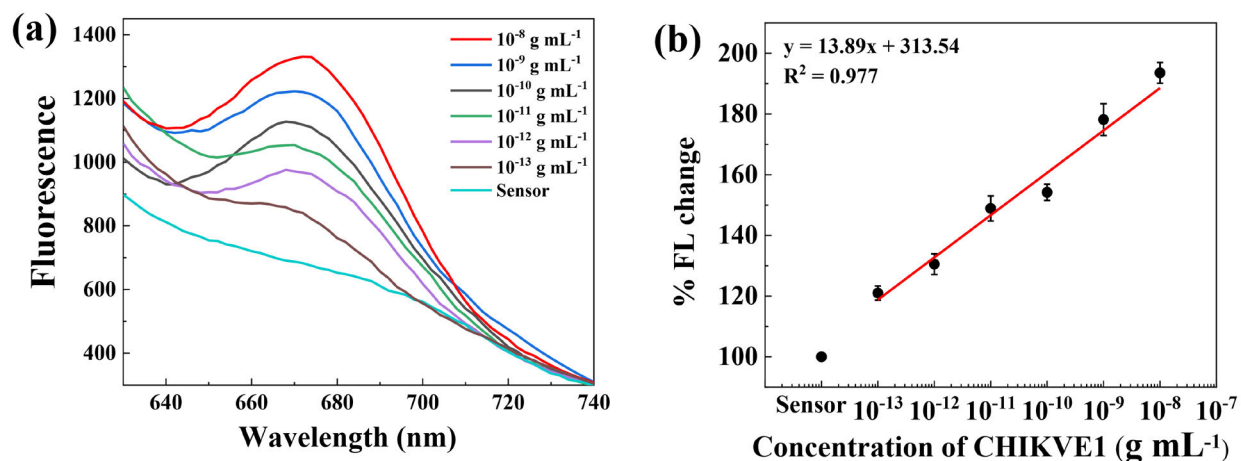 (a)
1400
1200
1000
800
600
400
Fluorescence
10⁻⁸ g mL⁻¹
10⁻⁹ g mL⁻¹
10⁻¹⁰ g mL⁻¹
10⁻¹¹ g mL⁻¹
10⁻¹² g mL⁻¹
10⁻¹³ g mL⁻¹
Sensor
640 660 680 700 720 740
Wavelength (nm)
(b)
y = 13.89x + 313.54
R² = 0.977
200
180
160
140
120
100
% FL change
Sensor 10⁻¹³ 10⁻¹² 10⁻¹¹ 10⁻¹⁰ 10⁻⁹ 10⁻⁸ 10⁻⁷
Concentration of CHIKVE1 (g mL⁻¹)